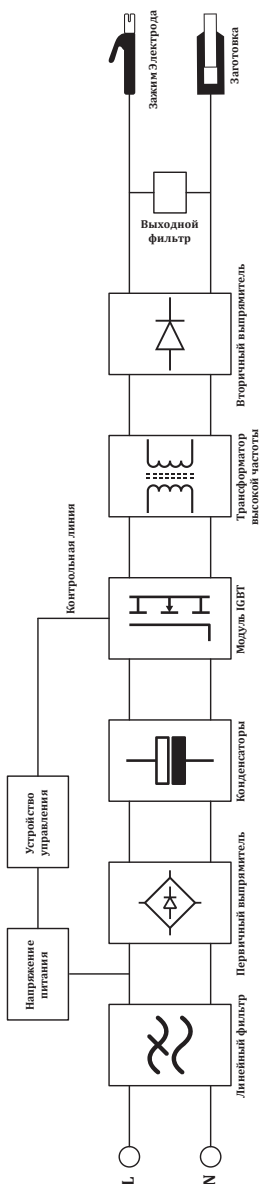 L
N
Линейный фильтр
Напряжение
питания
Первичный выпрямитель
Устройство
управления
Конденсаторы
Контрольная линия
Модуль IGBT
Трансформатор
высокой частоты
Вторичный выпрямитель
Выходной
фильтр
Зажим Электрода
Заготовка